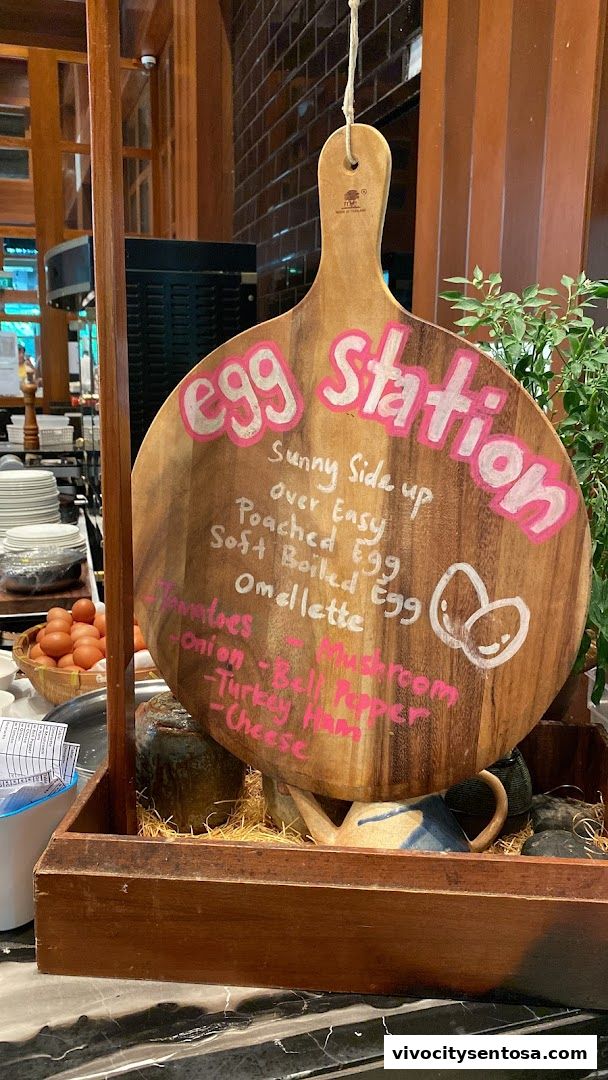 egg Station
Sunny Side up
over Easy
Poached Egg
Soft Boiled Egg
Omellette
-Tomatoes - Mushroom
-onion -Bell Pepper
-Turkey Ham
-Cheese
vivocitysentosa.com